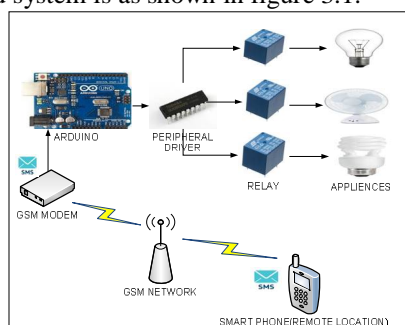 system is as shown in figure 3.1.
UNO
ARDUINO
PERIPHERAL
DRIVER
RELAY
APPLIENCES
SMS
GSM MODEM
GSM NETWORK
SMS
SMART PHONE(REMOTE LOCATION)